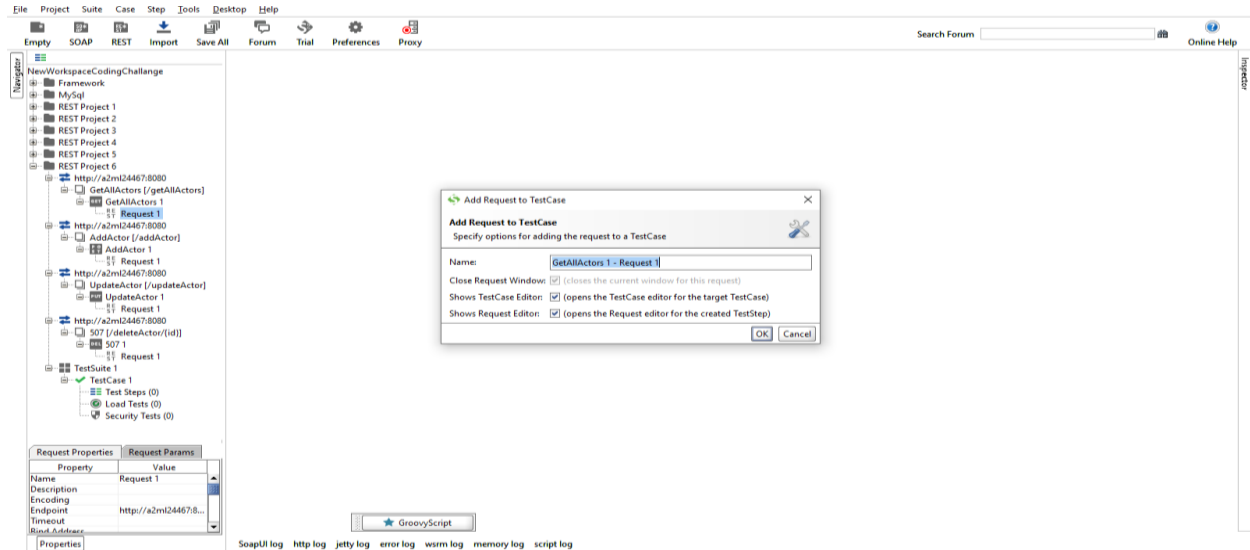 File Project Suite Case Step Tools Desktop Help
Empty SOAP REST Import Save All Forum Trial Preferences Proxy Search Forum Online Help
Navigator
Inspector
NewWorkspaceCodingChallange
Framework
MySql
REST Project 1
REST Project 2
REST Project 3
REST Project 4
REST Project 5
REST Project 6
http://a2ml24467:8080
GetAllActors [/getAllActors]
GetAllActors 1
Request 1
http://a2ml24467:8080
AddActor [/addActor]
AddActor 1
Request 1
http://a2ml24467:8080
UpdateActor [/updateActor]
UpdateActor 1
Request 1
http://a2ml24467:8080
507 [/deleteActor/{id}]
507 1
Request 1
TestSuite 1
TestCase 1
Test Steps (0)
Load Tests (0)
Security Tests (0)
Request Properties Request Params
Property Value
Name Request 1
Description
Encoding
Endpoint http://a2ml24467:8...
Timeout
Bind Address
Properties
Add Request to TestCase
Add Request to TestCase
Specify options for adding the request to a TestCase
Name: GetAllActors 1 - Request 1
Close Request Window: (closes the current window for this request)
Shows TestCase Editor: (opens the TestCase editor for the target TestCase)
Shows Request Editor: (opens the Request editor for the created TestStep)
OK Cancel
GroovyScript
SoapUI log http log jetty log error log wsrm log memory log script log